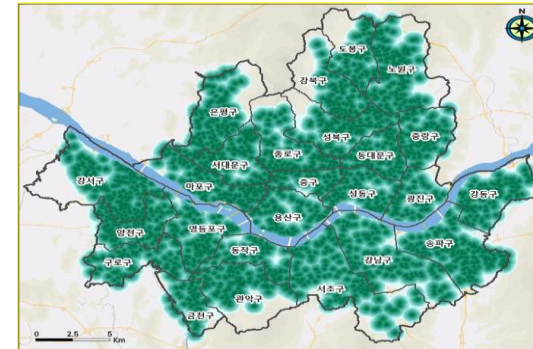 N
도봉구
노원구
강북구
은평구
성북구
중랑구
종로구
동대문구
서대문구
강서구
마포구
중구
성동구
광진구
강동구
용산구
양천구
영등포구
송파구
동작구
강남구
구로구
서초구
관악구
금천구
0 2.5 5
Km